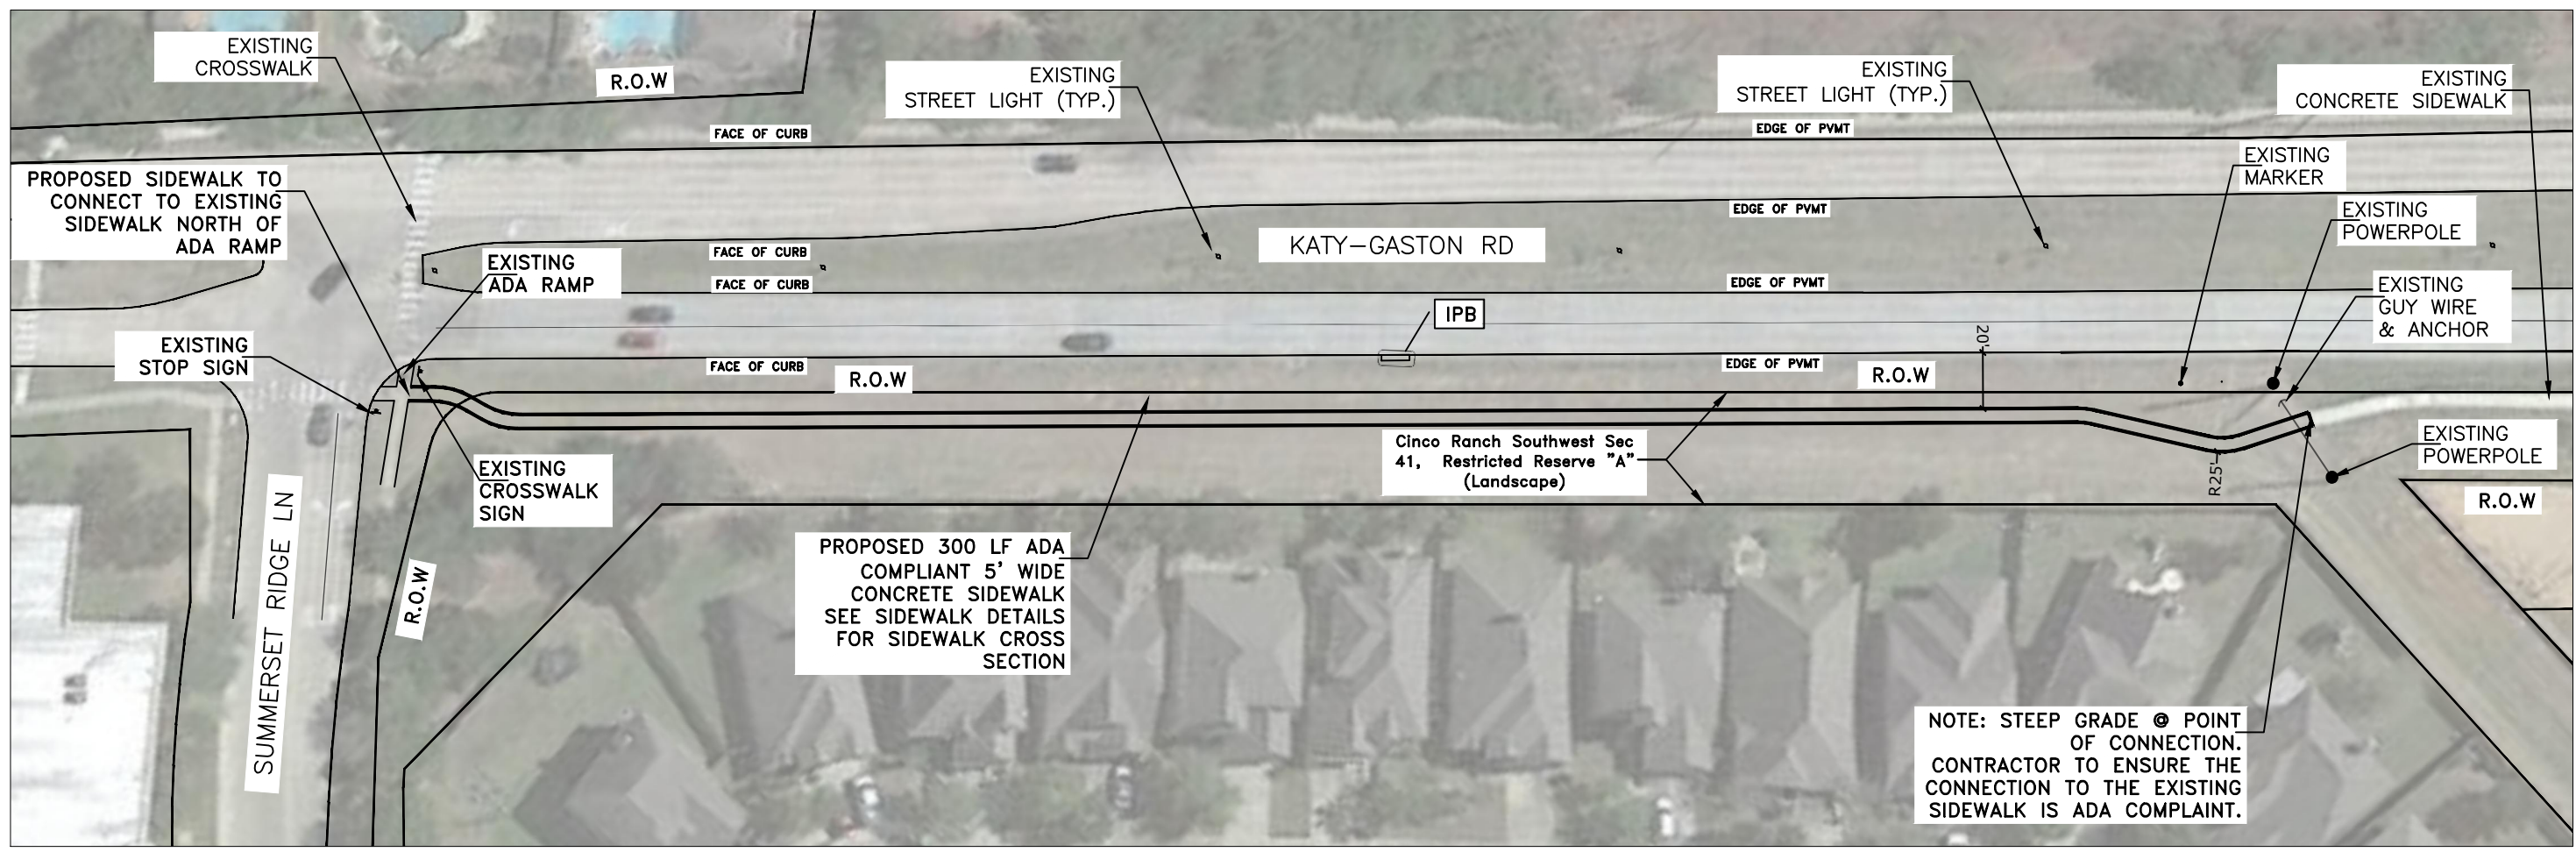 EXISTING
CROSSWALK
R.O.W
EXISTING
STREET LIGHT (TYP.)
EXISTING
STREET LIGHT (TYP.)
EXISTING
CONCRETE SIDEWALK
FACE OF CURB
EDGE OF PVMT
EXISTING
MARKER
PROPOSED SIDEWALK TO
CONNECT TO EXISTING
SIDEWALK NORTH OF
ADA RAMP
EDGE OF PVMT
EXISTING
POWERPOLE
FACE OF CURB
KATY-GASTON RD
EXISTING
ADA RAMP
FACE OF CURB
EDGE OF PVMT
EXISTING
GUY WIRE
& ANCHOR
IPB
20'
EXISTING
STOP SIGN
FACE OF CURB
EDGE OF PVMT
R.O.W
R.O.W
Cinco Ranch Southwest Sec
41, Restricted Reserve "A"
(Landscape)
EXISTING
POWERPOLE
R25'
R.O.W
EXISTING
CROSSWALK
SIGN
SUMMERSET RIDGE LN
R.O.W
PROPOSED 300 LF ADA
COMPLIANT 5' WIDE
CONCRETE SIDEWALK
SEE SIDEWALK DETAILS
FOR SIDEWALK CROSS
SECTION
NOTE: STEEP GRADE @ POINT
OF CONNECTION.
CONTRACTOR TO ENSURE THE
CONNECTION TO THE EXISTING
SIDEWALK IS ADA COMPLAINT.